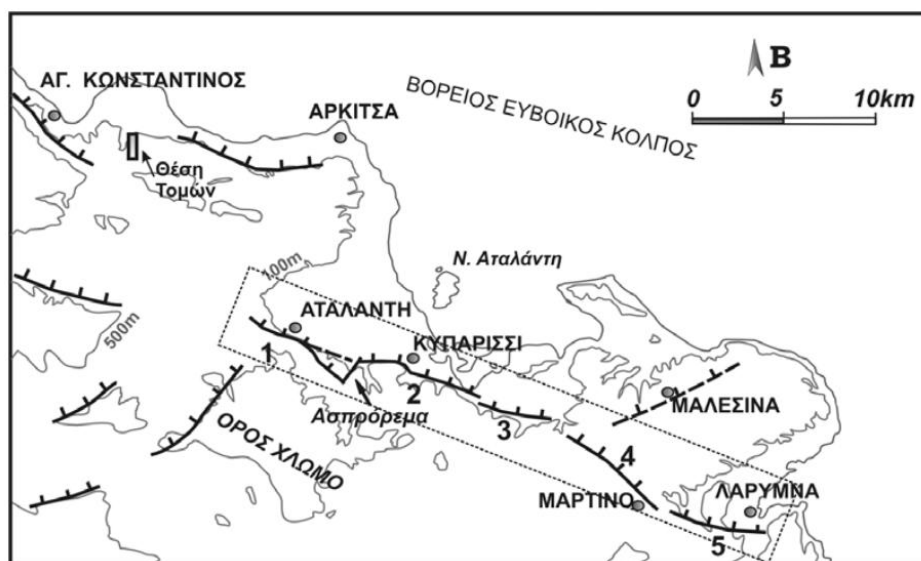 ΑΓ. ΚΩΝΣΤΑΝΤΙΝΟΣ
ΑΡΚΙΤΣΑ
ΒΟΡΕΙΟΣ ΕΥΒΟΙΚΟΣ ΚΟΛΠΟΣ
Β
0 5 10km
Θέση
Τομών
Ν. Αταλάντη
100m
500m
ΑΤΑΛΑΝΤΗ
ΚΥΠΑΡΙΣΣΙ
1
2
Ασπρόρεμα
3
ΜΑΛΕΣΙΝΑ
ΟΡΟΣ ΧΛΩΜΟ
4
ΜΑΡΤΙΝΟ
ΛΑΡΥΜΝΑ
5